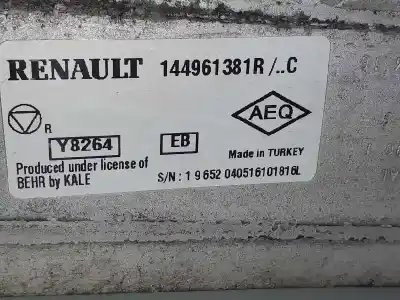 RENAULT 144961381R /..C
R
AEQ
Y8264 EB
Made in TURKEY
Produced under license of
BEHR by KALE
S/N : 1 9 652 040516101816L